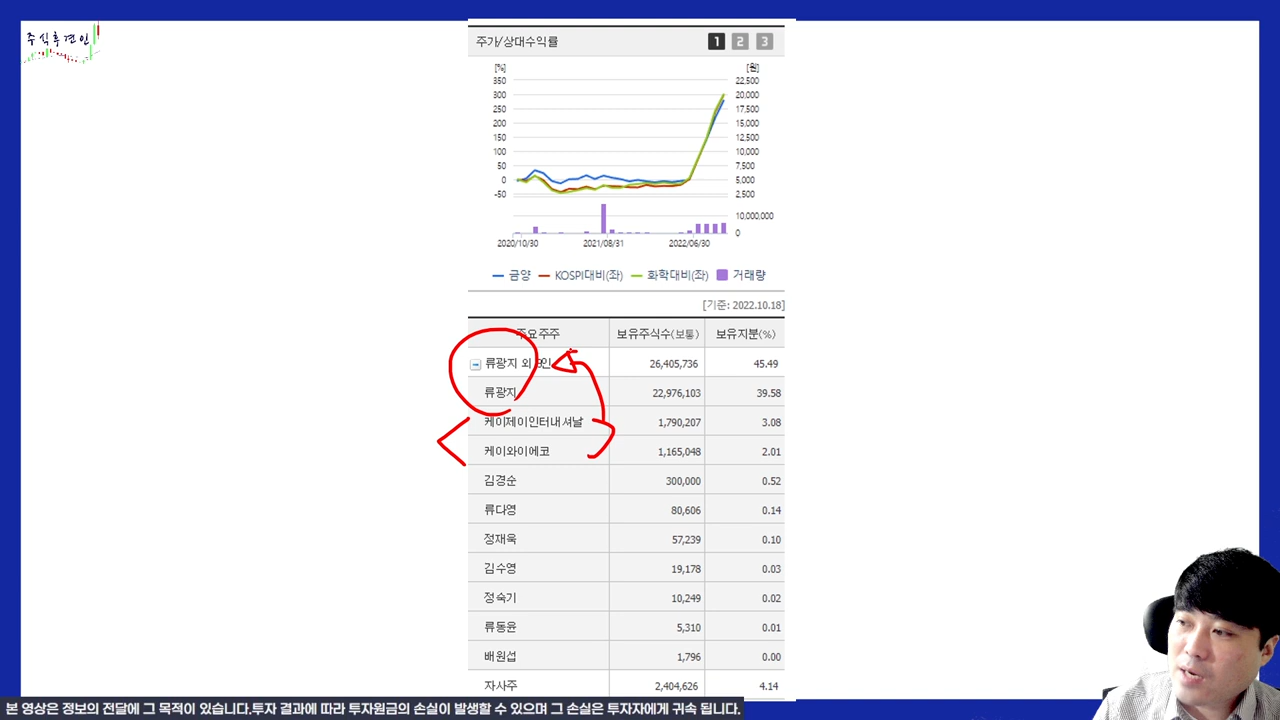 주식후견인
주가/상대수익률 1 2 3
[%] [원]
350 22,500
300 20,000
250 17,500
200 15,000
150 12,500
100 10,000
50 7,500
0 5,000
-50 2,500
10,000,000
0
2020/10/30 2021/08/31 2022/06/30
금양 KOSPI대비(좌) 화학대비(좌) 거래량
[기준: 2022.10.18]
주요주주 보유주식수(보통) 보유지분(%)
류광지 외 9인 26,405,736 45.49
류광지 22,976,103 39.58
케이제이인터내셔날 1,790,207 3.08
케이와이에코 1,165,048 2.01
김경순 300,000 0.52
류다영 80,606 0.14
정재욱 57,239 0.10
김수영 19,178 0.03
정숙기 10,249 0.02
류동윤 5,310 0.01
배원섭 1,796 0.00
자사주 2,404,626 4.14
본 영상은 정보의 전달에 그 목적이 있습니다.투자 결과에 따라 투자원금의 손실이 발생할 수 있으며 그 손실은 투자자에게 귀속 됩니다.